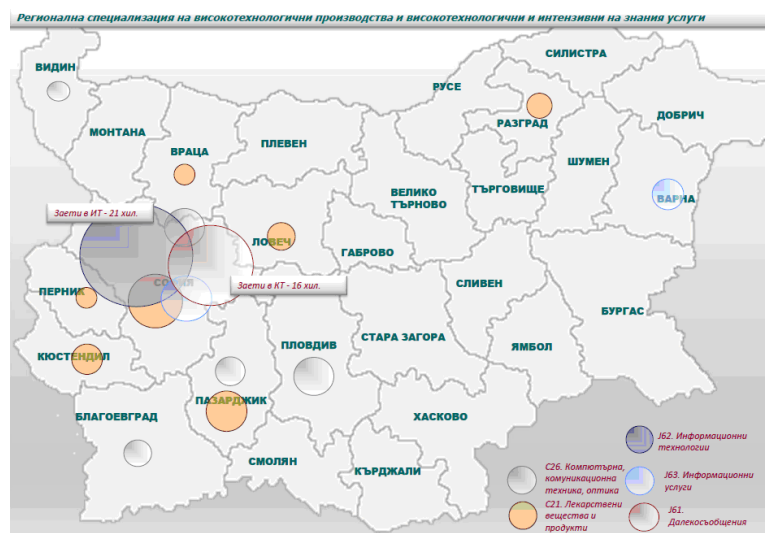 Регионална специализация на високотехнологични производства и високотехнологични и интензивни на знания услуги
СИЛИСТРА
ВИДИН
РУСЕ
ДОБРИЧ
РАЗГРАД
МОНТАНА
ПЛЕВЕН
ВРАЦА
ШУМЕН
ВЕЛИКО
ТЪРНОВО
ТЪРГОВИЩЕ
ВАРНА
Заети в ИТ - 21 хил.
ЛОВЕЧ
ГАБРОВО
СОФИЯ
Заети в КТ - 16 хил.
СЛИВЕН
ПЕРНИК
БУРГАС
СТАРА ЗАГОРА
ПЛОВДИВ
ЯМБОЛ
КЮСТЕНДИЛ
ПАЗАРДЖИК
БЛАГОЕВГРАД
ХАСКОВО
СМОЛЯН
КЪРДЖАЛИ
J62. Информационни
технологии
C26. Компютърна,
комуникационна
техника, оптика
J63. Информационни
услуги
C21. Лекарствени
вещества и
продукти
J61.
Далекосъобщения